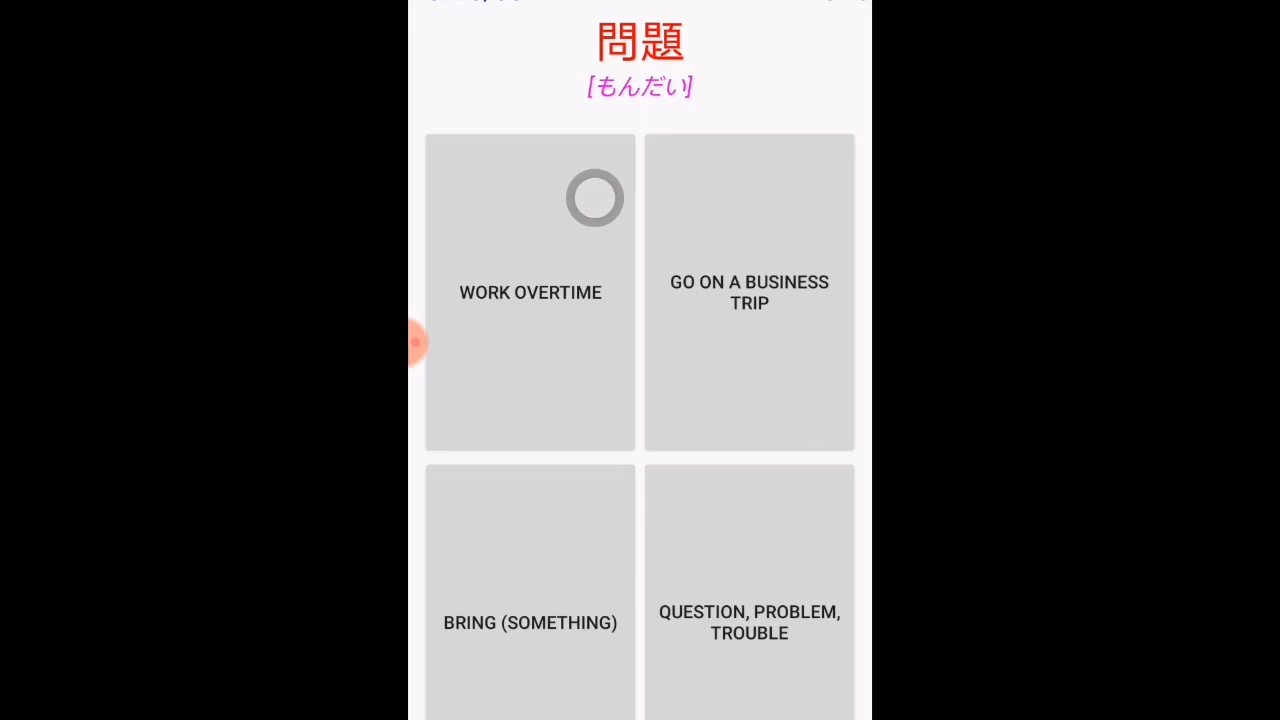 問題
[もんだい]
WORK OVERTIME
GO ON A BUSINESS
TRIP
BRING (SOMETHING)
QUESTION, PROBLEM,
TROUBLE